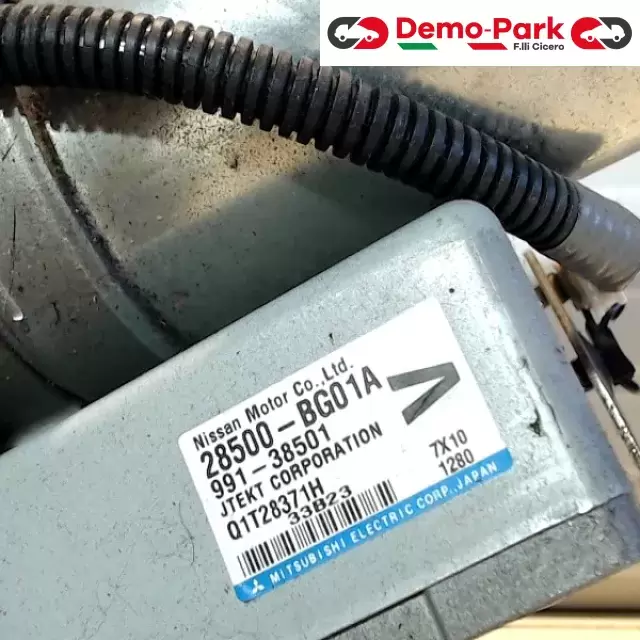 Demo-Park
F.lli Cicero
Nissan Motor Co., Ltd.
28500-BG01A
991-38501
JTEKT CORPORATION
Q1T28371H
33B23
7X10
1280
MITSUBISHI ELECTRIC CORP. JAPAN